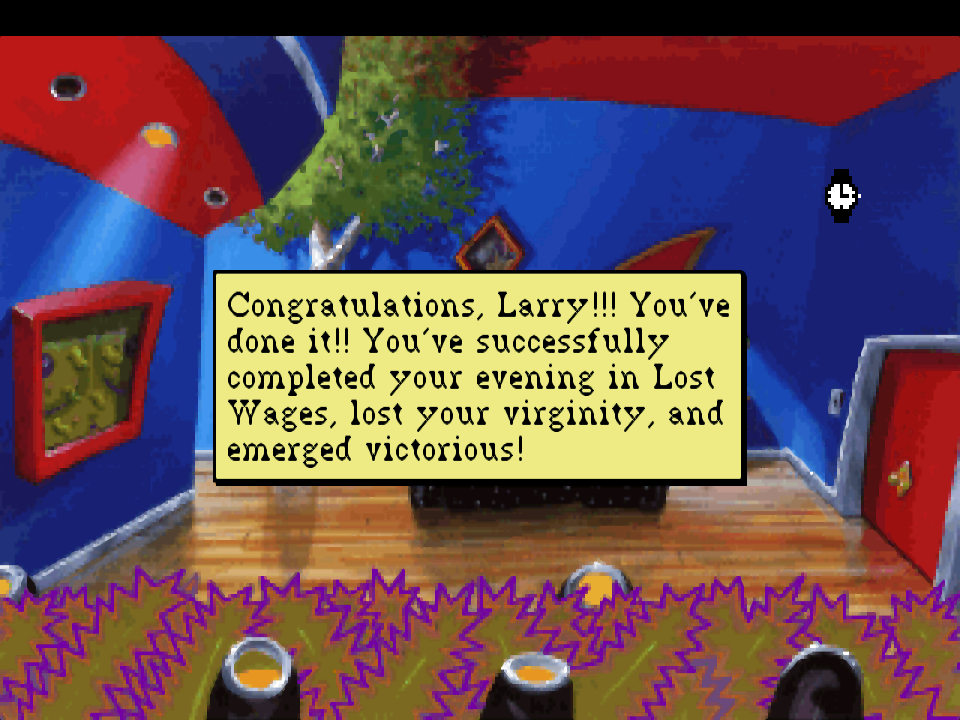 Congratulations, Larry!!! You've
done it!! You've successfully
completed your evening in Lost
Wages, lost your virginity, and
emerged victorious!